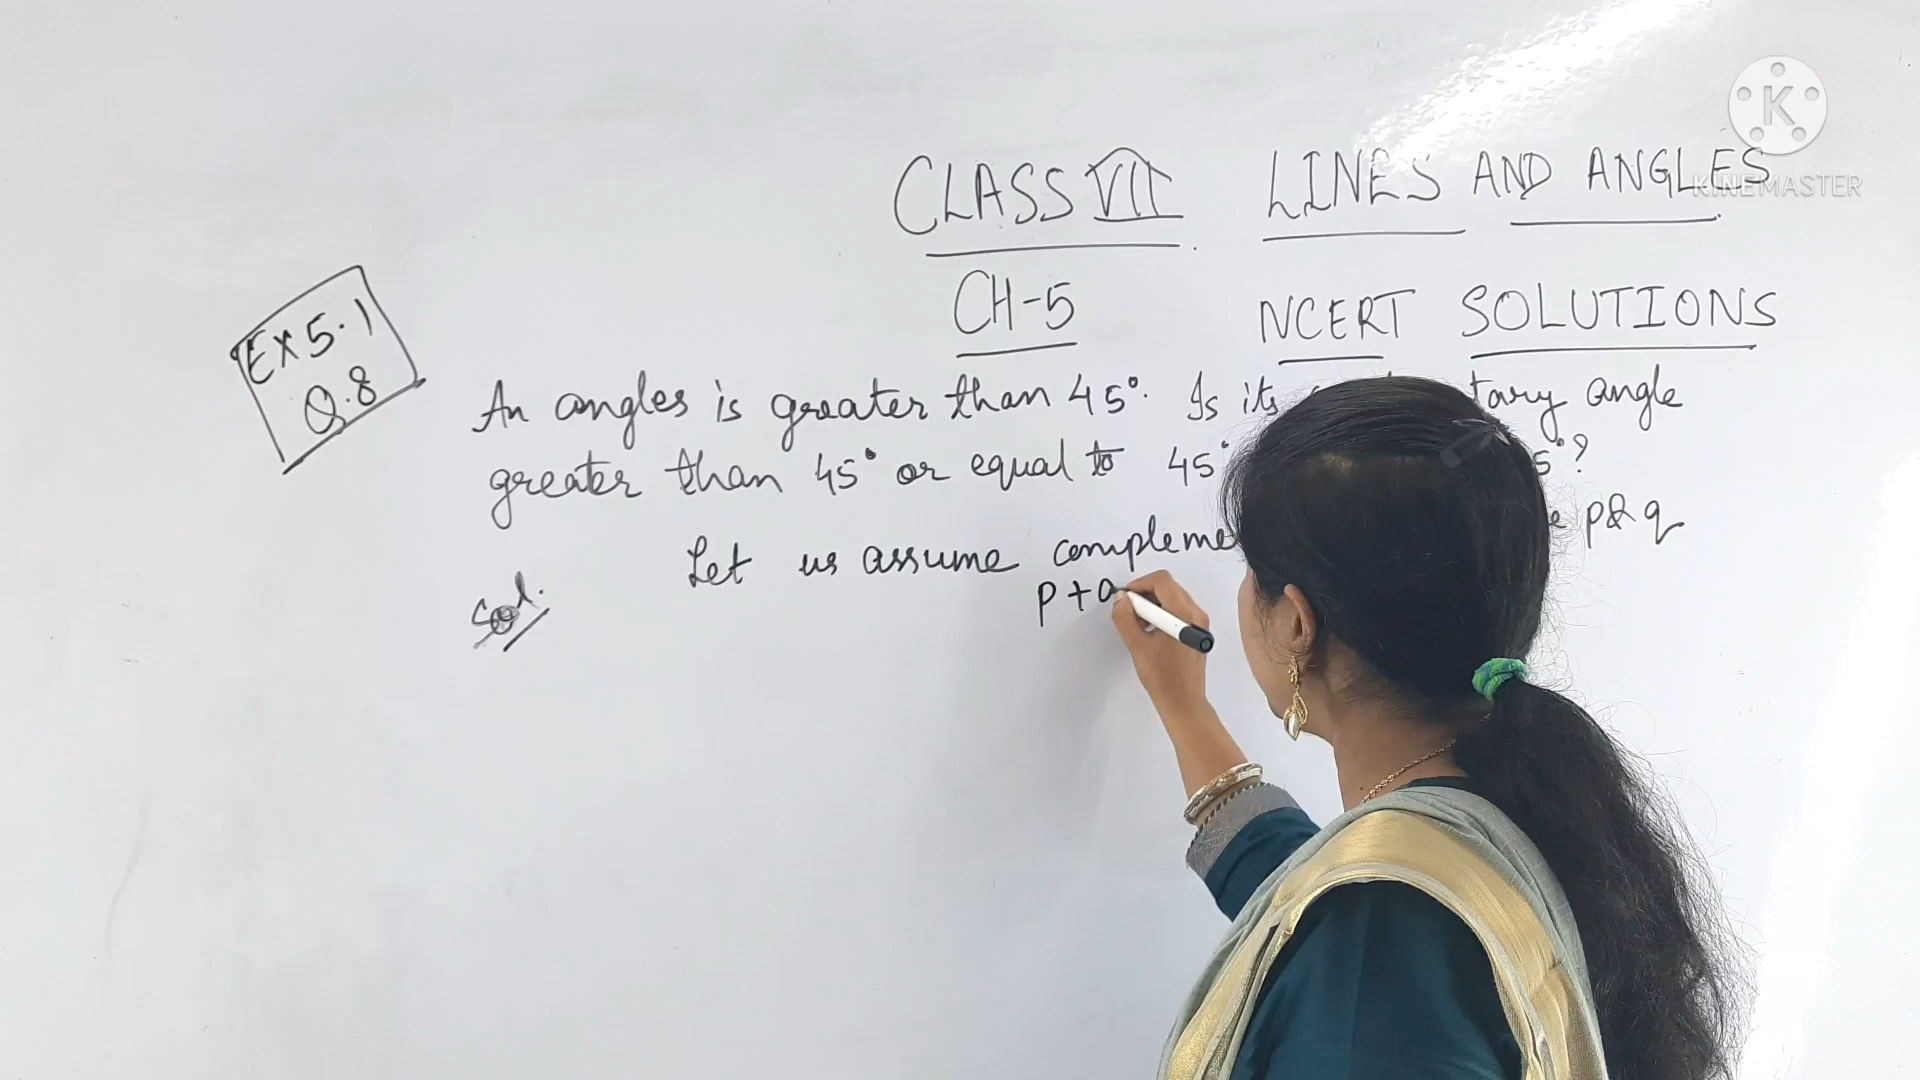 K
KINEMASTER
CLASS VII LINES AND ANGLES
CH-5 NCERT SOLUTIONS
EX 5.1
Q.8
An angles is greater than 45°. Is its tary angle
greater than 45° or equal to 45° 5°?
Sol. Let us assume compleme p & q
p +